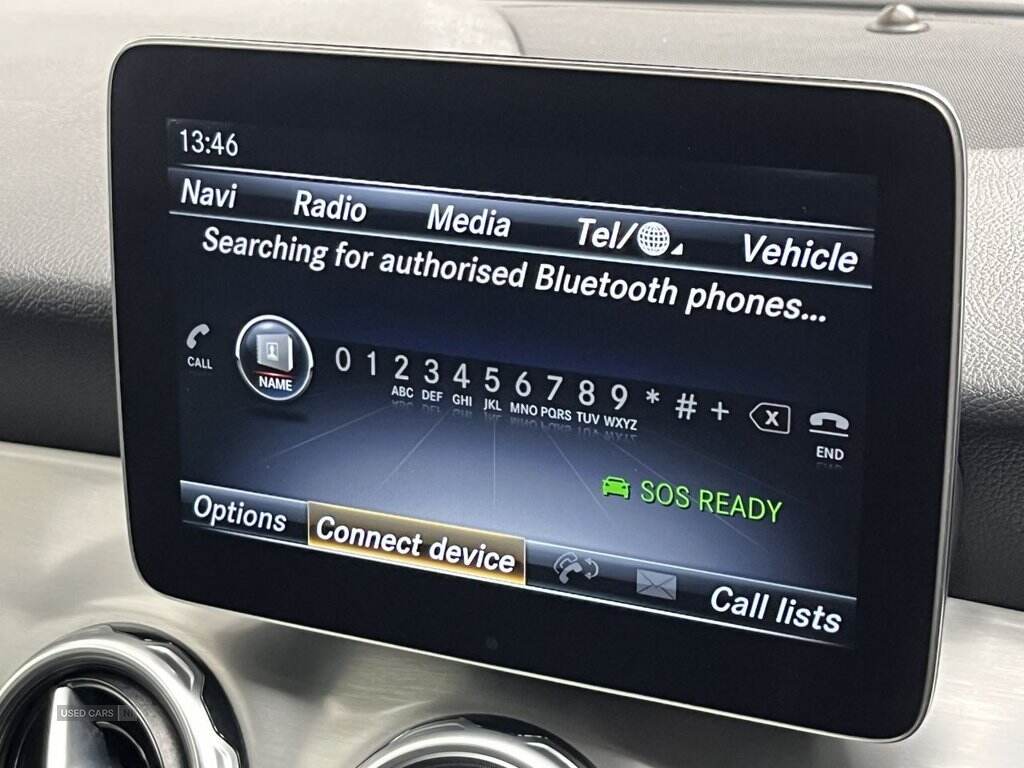 13:46
Navi Radio Media Tel/ Vehicle
Searching for authorised Bluetooth phones...
CALL NAME 0 1 2 3 4 5 6 7 8 9 * # + X END
ABC DEF GHI JKL MNO PQRS TUV WXYZ
SOS READY
Options Connect device Call lists
USED CARS NI